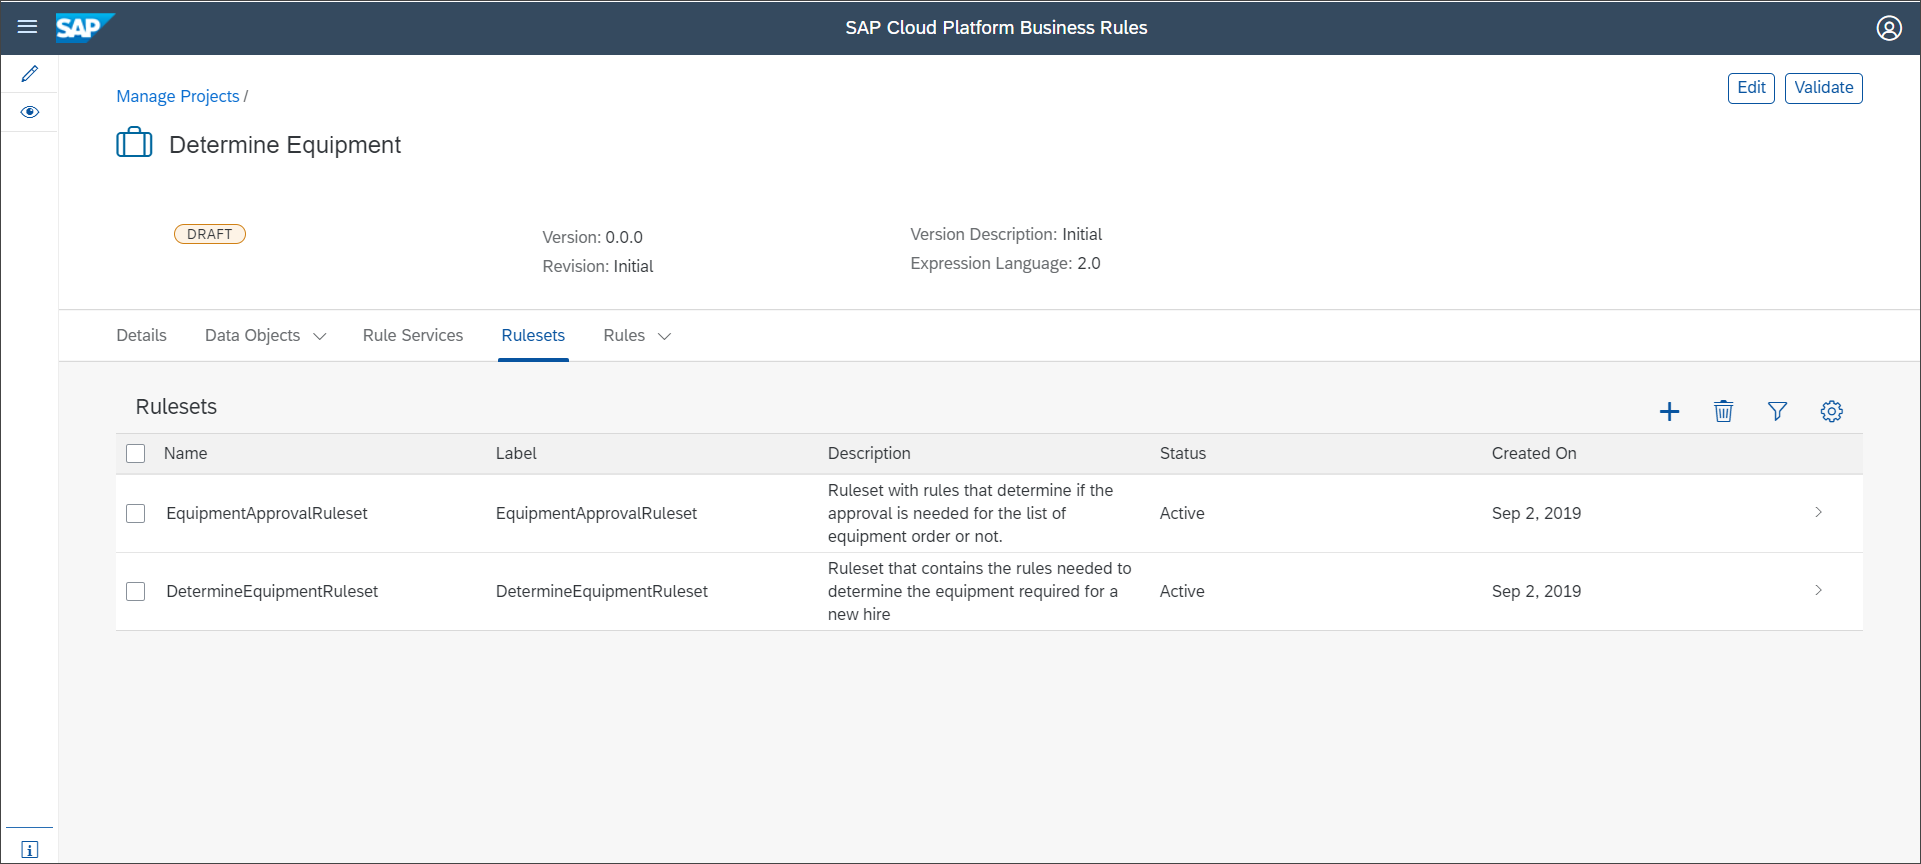 SAP
SAP Cloud Platform Business Rules
Manage Projects /
Edit
Validate
Determine Equipment
DRAFT
Version: 0.0.0
Revision: Initial
Version Description: Initial
Expression Language: 2.0
Details
Data Objects
Rule Services
Rulesets
Rules
Rulesets
Name
Label
Description
Status
Created On
EquipmentApprovalRuleset
EquipmentApprovalRuleset
Ruleset with rules that determine if the
approval is needed for the list of
equipment order or not.
Active
Sep 2, 2019
DetermineEquipmentRuleset
DetermineEquipmentRuleset
Ruleset that contains the rules needed to
determine the equipment required for a
new hire
Active
Sep 2, 2019